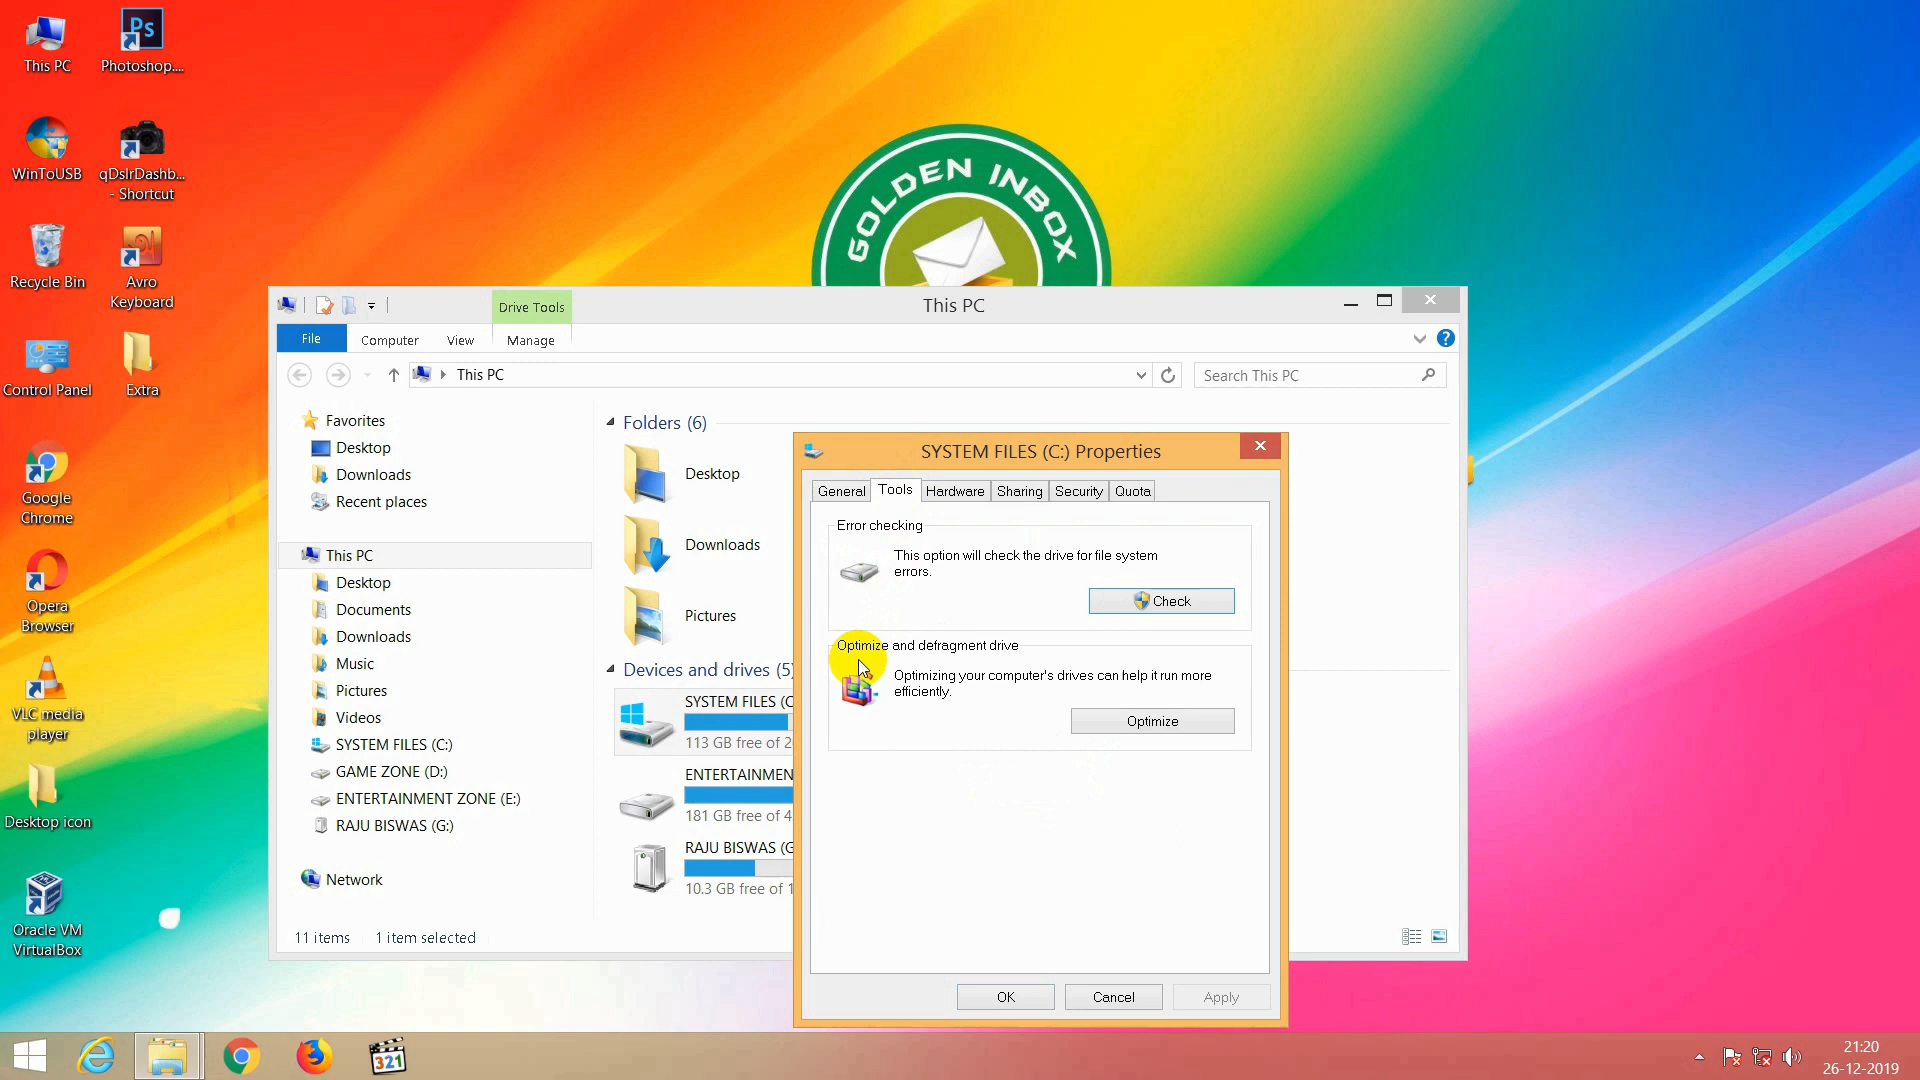 This PC
Photoshop....
WinToUSB
qDslrDashb...
- Shortcut
Recycle Bin
Avro
Keyboard
Control Panel
Extra
Google
Chrome
Opera
Browser
VLC media
player
Desktop icon
Oracle VM
VirtualBox
GOLDEN INBOX
Drive Tools
This PC
File
Computer
View
Manage
This PC
Search This PC
Favorites
Desktop
Downloads
Recent places
This PC
Desktop
Documents
Downloads
Music
Pictures
Videos
SYSTEM FILES (C:)
GAME ZONE (D:)
ENTERTAINMENT ZONE (E:)
RAJU BISWAS (G:)
Network
Folders (6)
Desktop
Downloads
Pictures
Devices and drives (5)
SYSTEM FILES (C
113 GB free of 2
ENTERTAINMEN
181 GB free of 4
RAJU BISWAS (G
10.3 GB free of 1
11 items
1 item selected
SYSTEM FILES (C:) Properties
General
Tools
Hardware
Sharing
Security
Quota
Error checking
This option will check the drive for file system
errors.
Check
Optimize and defragment drive
Optimizing your computer's drives can help it run more
efficiently.
Optimize
OK
Cancel
Apply
Ps
321
21:20
26-12-2019